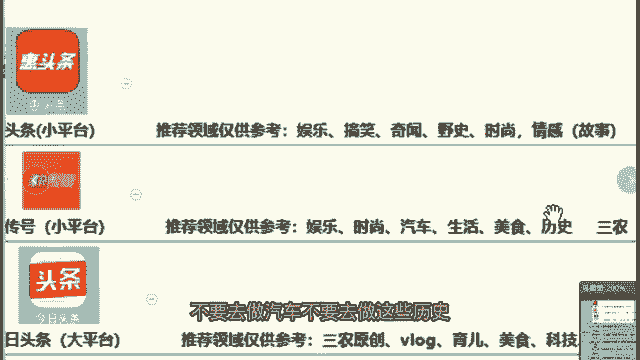 惠头条
头条(小平台) 推荐领域仅供参考：娱乐、搞笑、奇闻、野史、时尚，情感（故事）
传号（小平台） 推荐领域仅供参考：娱乐、时尚、汽车、生活、美食、历史 三农
头条
今日头条
不要去做汽车不要去做这些历史
日头条（大平台） 推荐领域仅供参考：三农原创、vlog、育儿、美食、科技